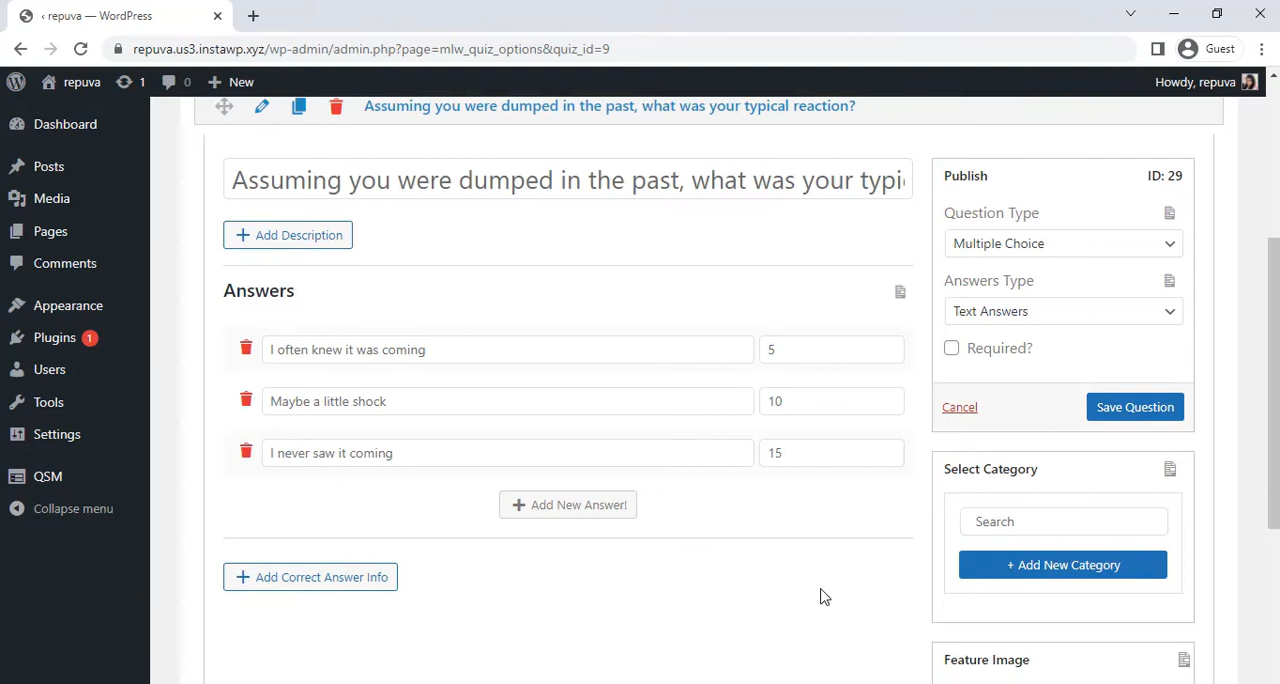 ‹ repuva — WordPress
repuva.us3.instawp.xyz/wp-admin/admin.php?page=mlw_quiz_options&quiz_id=9
Guest
repuva 1 0 New
Howdy, repuva
Dashboard
Posts
Media
Pages
Comments
Appearance
Plugins 1
Users
Tools
Settings
QSM
Collapse menu
Assuming you were dumped in the past, what was your typical reaction?
Assuming you were dumped in the past, what was your typi
Add Description
Answers
I often knew it was coming 5
Maybe a little shock 10
I never saw it coming 15
Add New Answer!
Add Correct Answer Info
Publish ID: 29
Question Type
Multiple Choice
Answers Type
Text Answers
Required?
Cancel Save Question
Select Category
Search
+ Add New Category
Feature Image